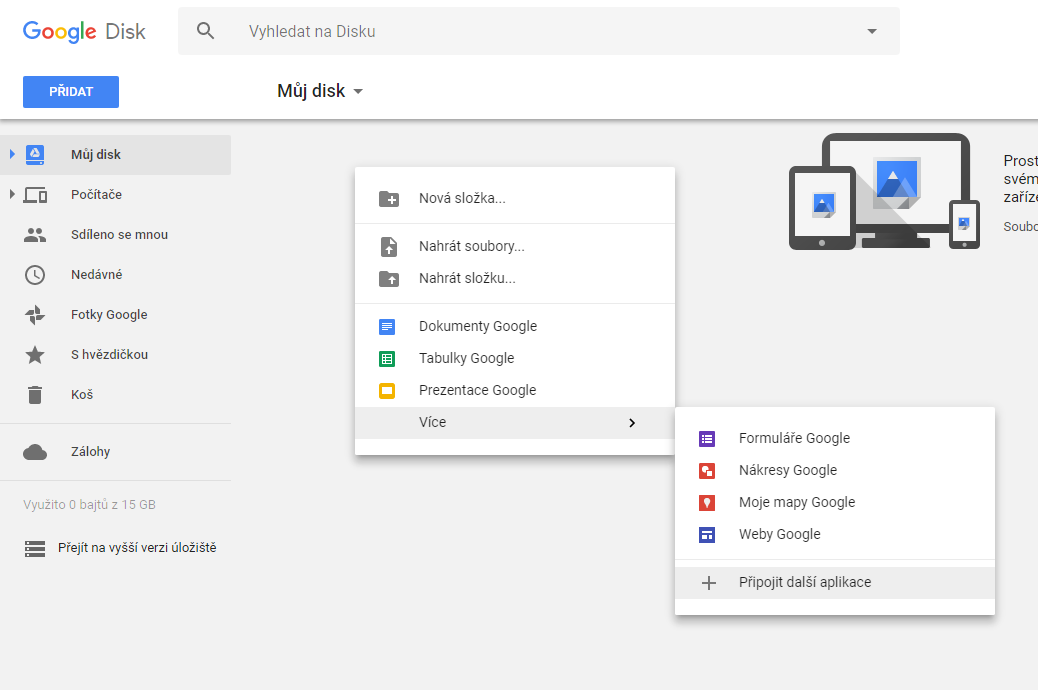 Google Disk
Vyhledat na Disku
PŘIDAT
Můj disk
Můj disk
Počítače
Sdíleno se mnou
Nedávné
Fotky Google
S hvězdičkou
Koš
Zálohy
Využito 0 bajtů z 15 GB
Přejít na vyšší verzi úložiště
Nová složka...
Nahrát soubory...
Nahrát složku...
Dokumenty Google
Tabulky Google
Prezentace Google
Více
Formuláře Google
Nákresy Google
Moje mapy Google
Weby Google
Připojit další aplikace
Prost
svém
zaříze
Soubo